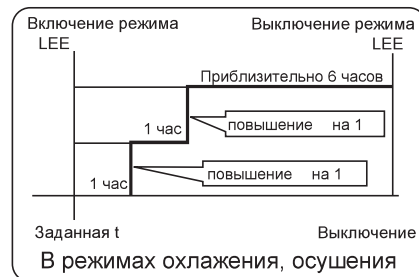 Включение режима Выключение режима
LEE LEE
Приблизительно 6 часов
1 час повышение на 1
1 час повышение на 1
Заданная t Выключение
В режимах охлажения, осушения